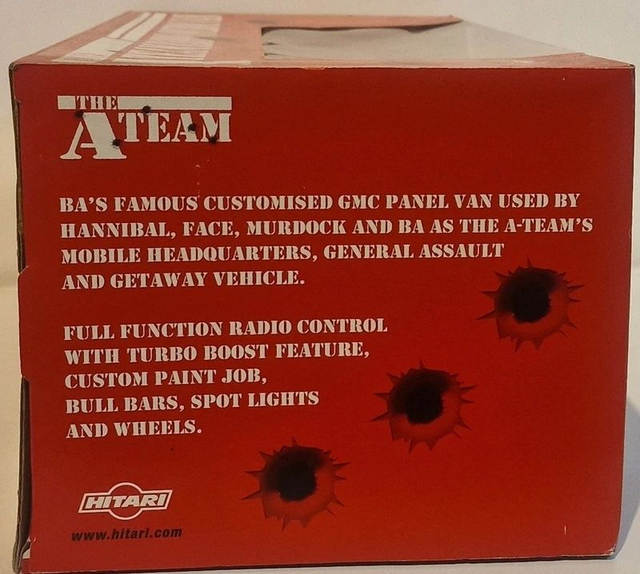 THE
A TEAM
BA'S FAMOUS CUSTOMISED GMC PANEL VAN USED BY
HANNIBAL, FACE, MURDOCK AND BA AS THE A-TEAM'S
MOBILE HEADQUARTERS, GENERAL ASSAULT
AND GETAWAY VEHICLE.
FULL FUNCTION RADIO CONTROL
WITH TURBO BOOST FEATURE,
CUSTOM PAINT JOB,
BULL BARS, SPOT LIGHTS
AND WHEELS.
HITARI
www.hitari.com